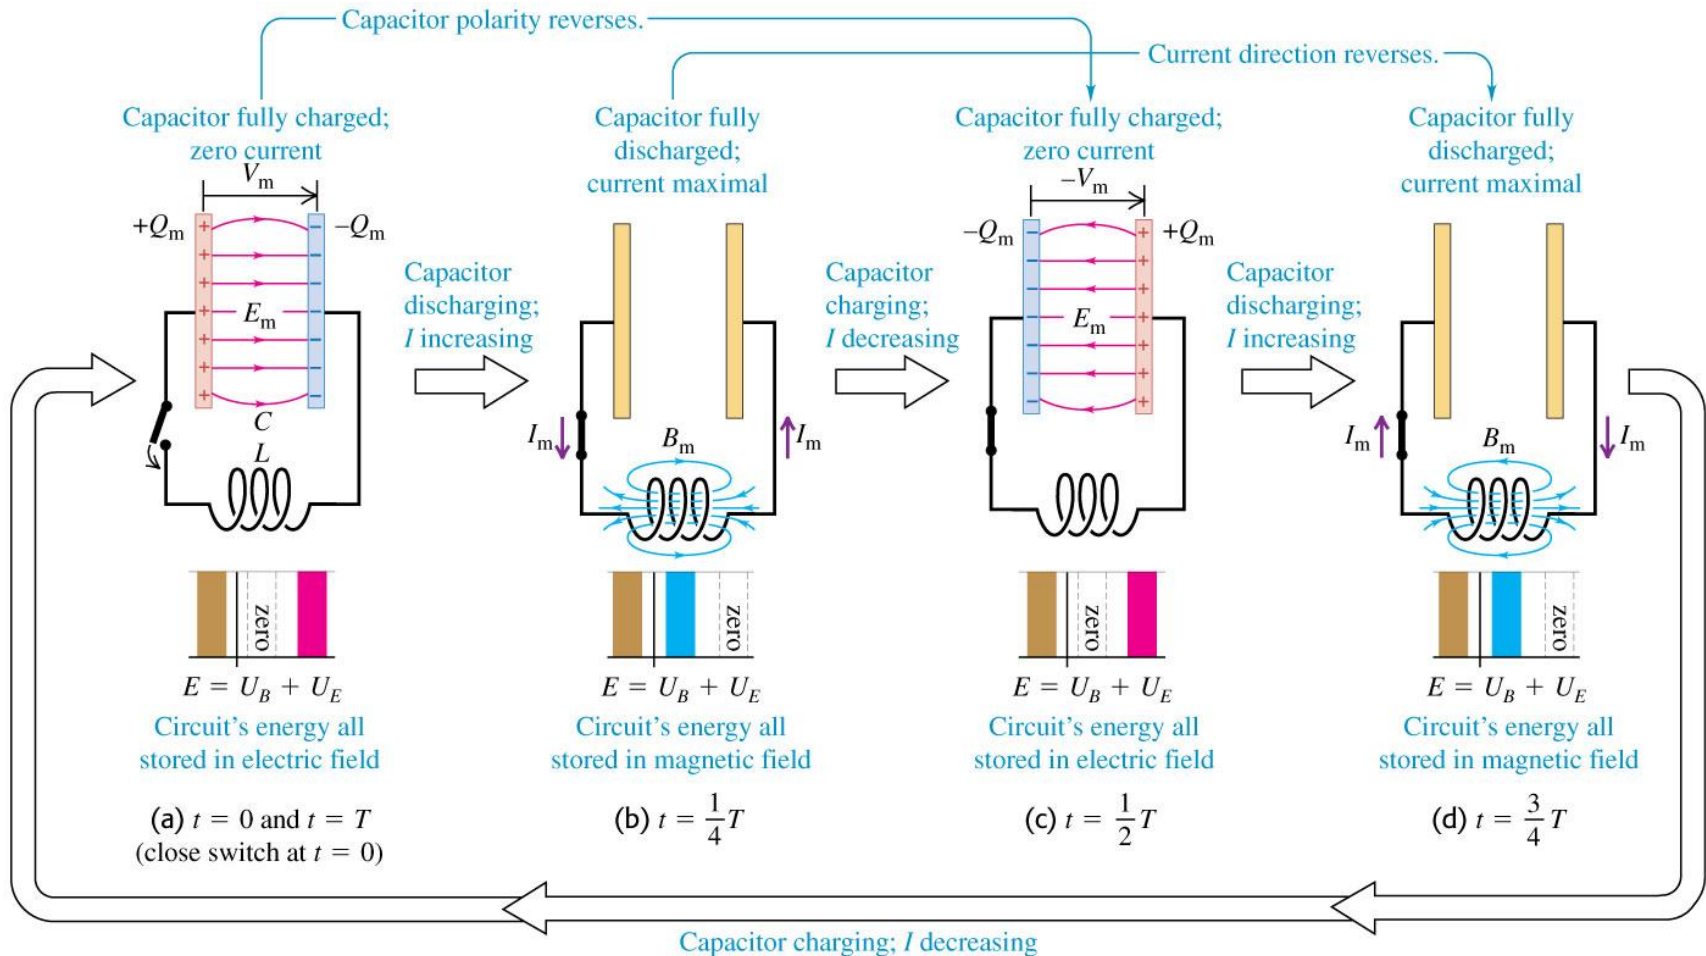 Capacitor polarity reverses.
Current direction reverses.
Capacitor fully charged;
zero current
Capacitor fully
discharged;
current maximal
Capacitor fully charged;
zero current
Capacitor fully
discharged;
current maximal
V_m
+Q_m
−Q_m
E_m
C
L
Capacitor
discharging;
I increasing
I_m
B_m
I_m
Capacitor
charging;
I decreasing
−V_m
−Q_m
+Q_m
E_m
Capacitor
discharging;
I increasing
I_m
B_m
I_m
zero
zero
zero
zero
E = U_B + U_E
E = U_B + U_E
E = U_B + U_E
E = U_B + U_E
Circuit's energy all
stored in electric field
Circuit's energy all
stored in magnetic field
Circuit's energy all
stored in electric field
Circuit's energy all
stored in magnetic field
(a) t = 0 and t = T
(close switch at t = 0)
(b) t = 1/4 T
(c) t = 1/2 T
(d) t = 3/4 T
Capacitor charging; I decreasing